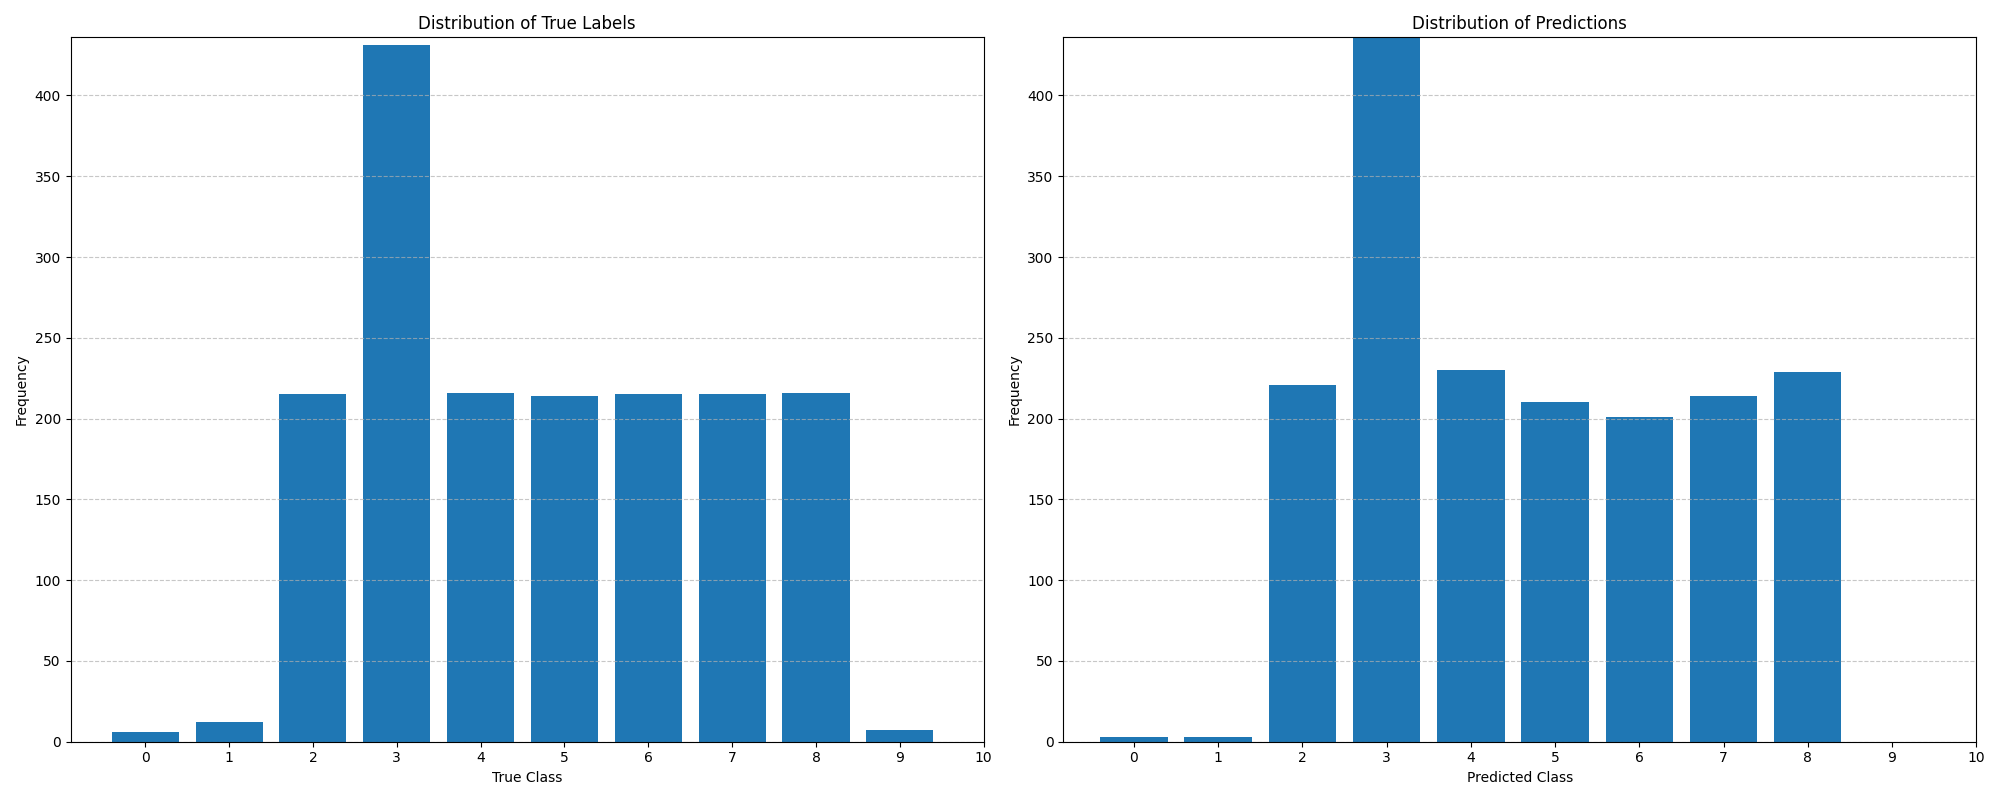 Distribution of True Labels
400
350
300
250
200
150
100
50
0
Frequency
0 1 2 3 4 5 6 7 8 9 10
True Class
Distribution of Predictions
400
350
300
250
200
150
100
50
0
Frequency
0 1 2 3 4 5 6 7 8 9 10
Predicted Class